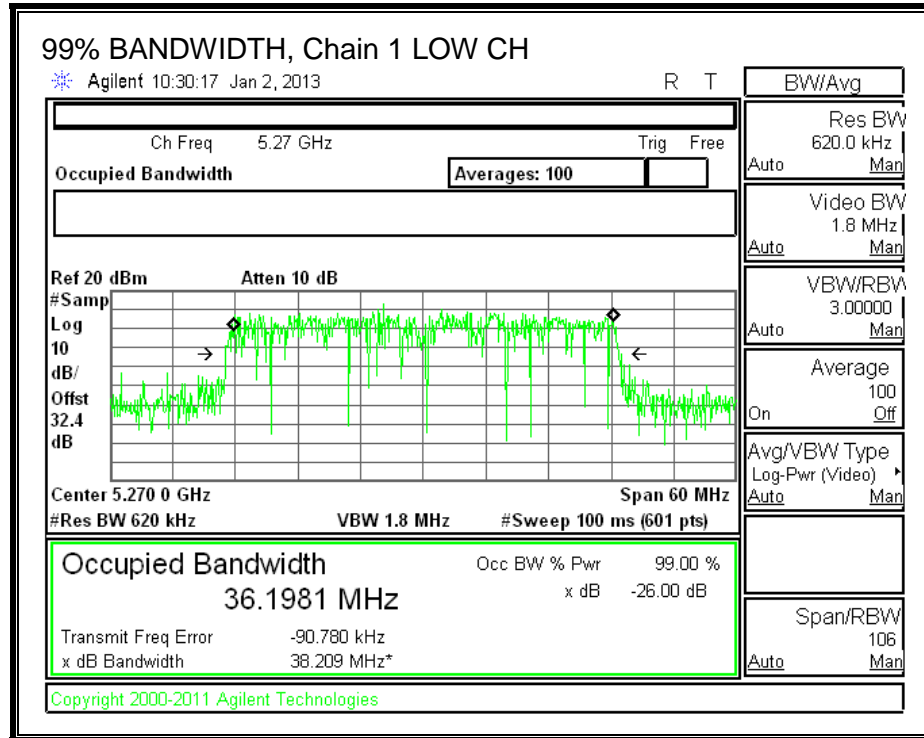 99% BANDWIDTH, Chain 1 LOW CH
Agilent 10:30:17 Jan 2, 2013 R T
Ch Freq 5.27 GHz Trig Free
Occupied Bandwidth Averages: 100
Ref 20 dBm Atten 10 dB
#Samp
Log
10
dB/
Offst
32.4
dB
Center 5.270 0 GHz Span 60 MHz
#Res BW 620 kHz VBW 1.8 MHz #Sweep 100 ms (601 pts)
Occupied Bandwidth Occ BW % Pwr 99.00 %
36.1981 MHz x dB -26.00 dB
Transmit Freq Error -90.780 kHz
x dB Bandwidth 38.209 MHz*
Copyright 2000-2011 Agilent Technologies
BW/Avg
Res BW
620.0 kHz
Auto Man
Video BW
1.8 MHz
Auto Man
VBW/RBW
3.00000
Auto Man
Average
100
On Off
Avg/VBW Type
Log-Pwr (Video)
Auto Man
Span/RBW
106
Auto Man